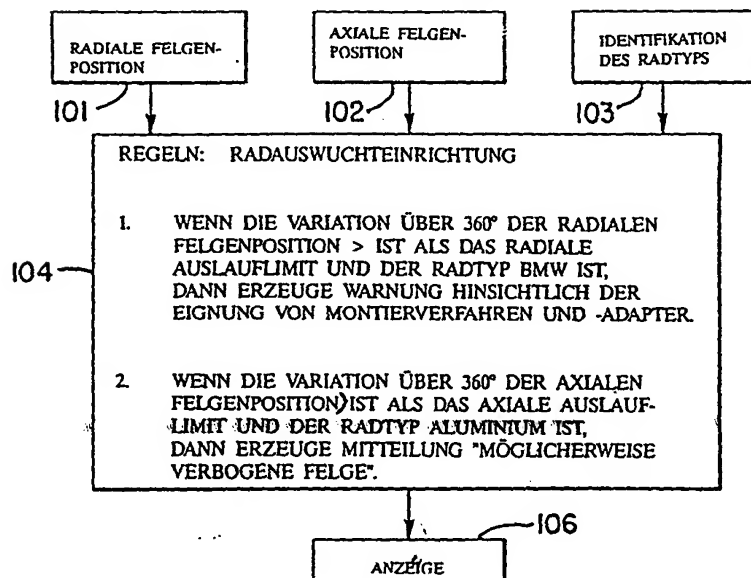 RADIALE FELGEN-
POSITION
AXIALE FELGEN-
POSITION
IDENTIFIKATION
DES RADTYPS
101
102
103
REGELN: RADAUSWUCHTEINRICHTUNG
1. WENN DIE VARIATION ÜBER 360° DER RADIALEN
FELGENPOSITION > IST ALS DAS RADIALE
AUSLAUFLIMIT UND DER RADTYP BMW IST,
DANN ERZEUGE WARNUNG HINSICHTLICH DER
EIGNUNG VON MONTIERVERFAHREN UND -ADAPTER.
104
2. WENN DIE VARIATION ÜBER 360° DER AXIALEN
FELGENPOSITION>IST ALS DAS AXIALE AUSLAUF-
LIMIT UND DER RADTYP ALUMINIUM IST,
DANN ERZEUGE MITTEILUNG "MÖGLICHERWEISE
VERBOGENE FELGE".
106
ANZEIGE